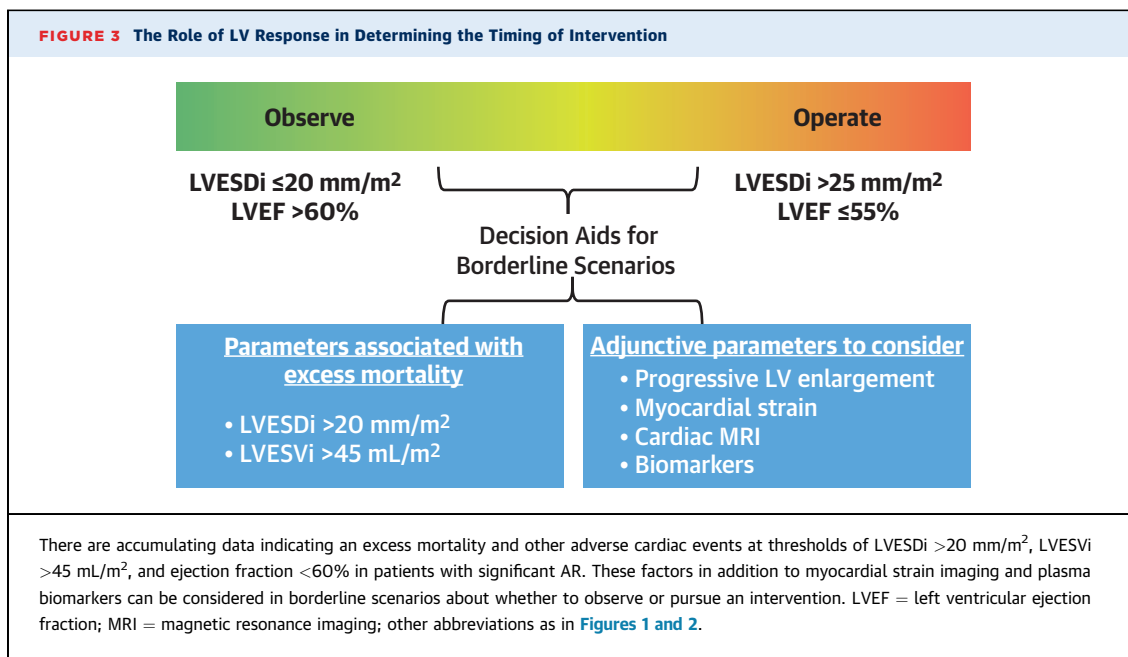 FIGURE 3 The Role of LV Response in Determining the Timing of Intervention
Observe
Operate
LVESDi ≤20 mm/m²
LVEF >60%
LVESDi >25 mm/m²
LVEF ≤55%
Decision Aids for
Borderline Scenarios
Parameters associated with
excess mortality
• LVESDi >20 mm/m²
• LVESVi >45 mL/m²
Adjunctive parameters to consider
• Progressive LV enlargement
• Myocardial strain
• Cardiac MRI
• Biomarkers
There are accumulating data indicating an excess mortality and other adverse cardiac events at thresholds of LVESDi >20 mm/m², LVESVi
>45 mL/m², and ejection fraction <60% in patients with significant AR. These factors in addition to myocardial strain imaging and plasma
biomarkers can be considered in borderline scenarios about whether to observe or pursue an intervention. LVEF = left ventricular ejection
fraction; MRI = magnetic resonance imaging; other abbreviations as in Figures 1 and 2.